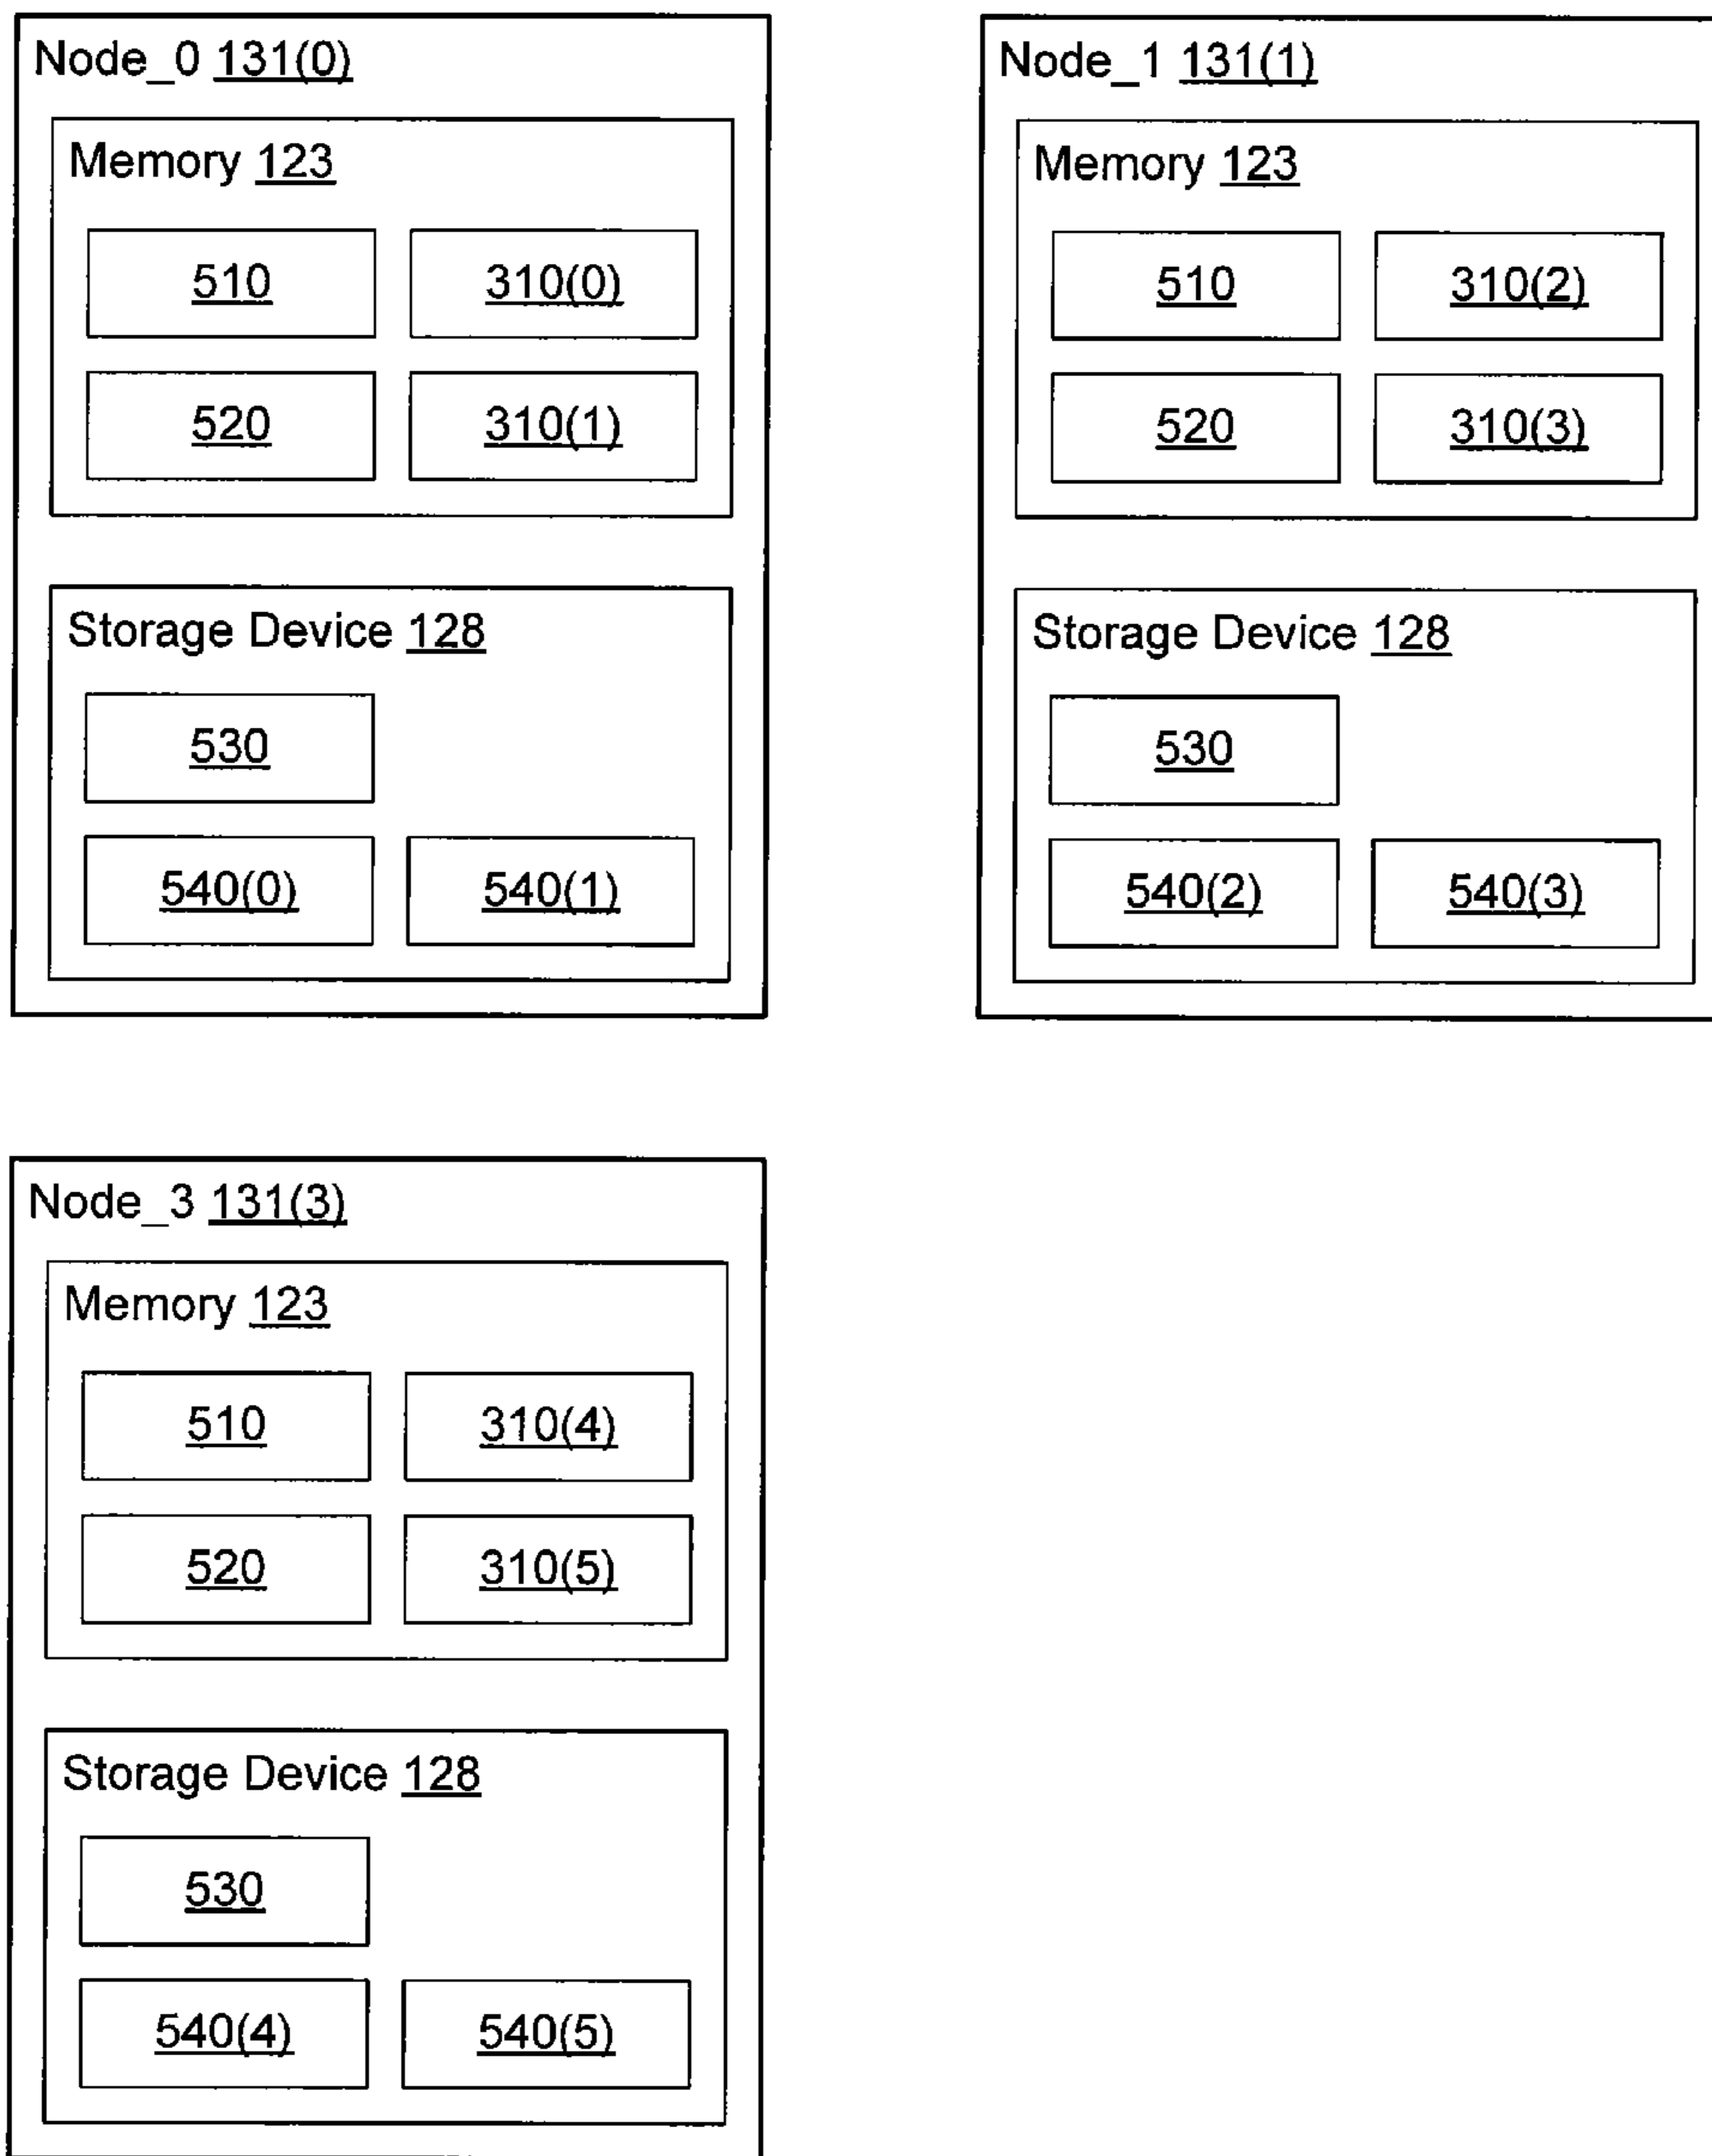 Node_0 131(0)
Memory 123
510 310(0)
520 310(1)
Storage Device 128
530
540(0) 540(1)
Node_1 131(1)
Memory 123
510 310(2)
520 310(3)
Storage Device 128
530
540(2) 540(3)
Node_3 131(3)
Memory 123
510 310(4)
520 310(5)
Storage Device 128
530
540(4) 540(5)